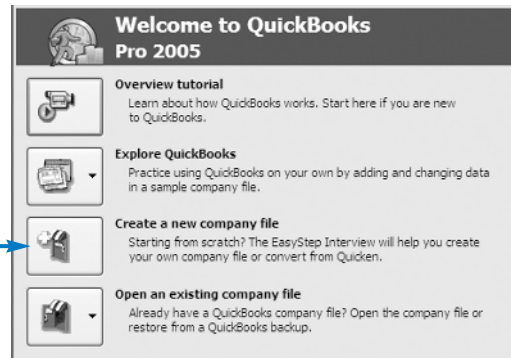 Welcome to QuickBooks
Pro 2005
Overview tutorial
Learn about how QuickBooks works. Start here if you are new
to QuickBooks.
Explore QuickBooks
Practice using QuickBooks on your own by adding and changing data
in a sample company file.
Create a new company file
Starting from scratch? The EasyStep Interview will help you create
your own company file or convert from Quicken.
Open an existing company file
Already have a QuickBooks company file? Open the company file or
restore from a QuickBooks backup.